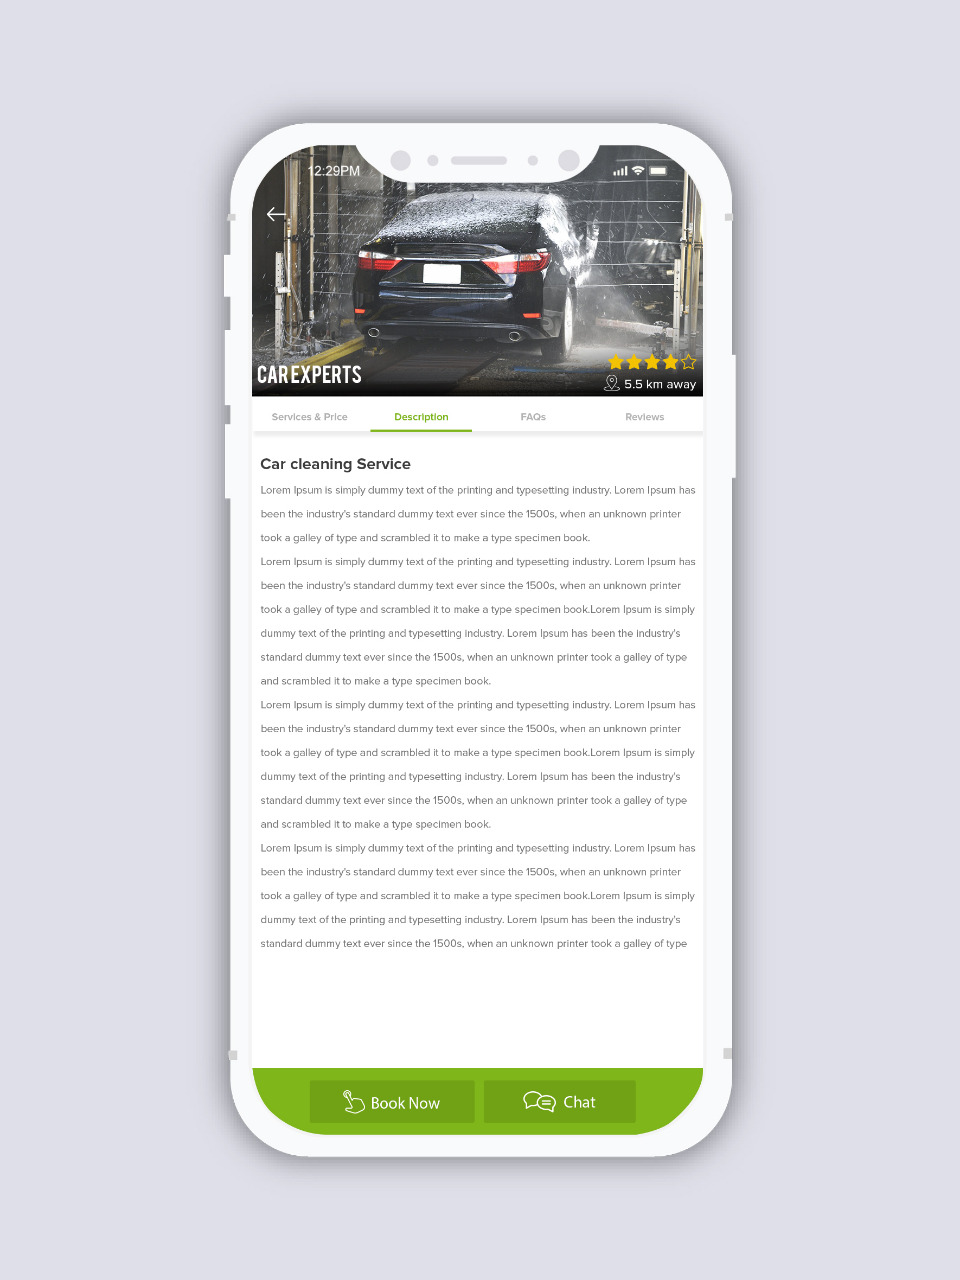 12:29PM
CAR EXPERTS
5.5 km away
Services & Price
Description
FAQs
Reviews
Car cleaning Service
Lorem Ipsum is simply dummy text of the printing and typesetting industry. Lorem Ipsum has
been the industry's standard dummy text ever since the 1500s, when an unknown printer
took a galley of type and scrambled it to make a type specimen book.
Lorem Ipsum is simply dummy text of the printing and typesetting industry. Lorem Ipsum has
been the industry's standard dummy text ever since the 1500s, when an unknown printer
took a galley of type and scrambled it to make a type specimen book.Lorem Ipsum is simply
dummy text of the printing and typesetting industry. Lorem Ipsum has been the industry's
standard dummy text ever since the 1500s, when an unknown printer took a galley of type
and scrambled it to make a type specimen book.
Lorem Ipsum is simply dummy text of the printing and typesetting industry. Lorem Ipsum has
been the industry's standard dummy text ever since the 1500s, when an unknown printer
took a galley of type and scrambled it to make a type specimen book.Lorem Ipsum is simply
dummy text of the printing and typesetting industry. Lorem Ipsum has been the industry's
standard dummy text ever since the 1500s, when an unknown printer took a galley of type
and scrambled it to make a type specimen book.
Lorem Ipsum is simply dummy text of the printing and typesetting industry. Lorem Ipsum has
been the industry's standard dummy text ever since the 1500s, when an unknown printer
took a galley of type and scrambled it to make a type specimen book.Lorem Ipsum is simply
dummy text of the printing and typesetting industry. Lorem Ipsum has been the industry's
standard dummy text ever since the 1500s, when an unknown printer took a galley of type
Book Now
Chat